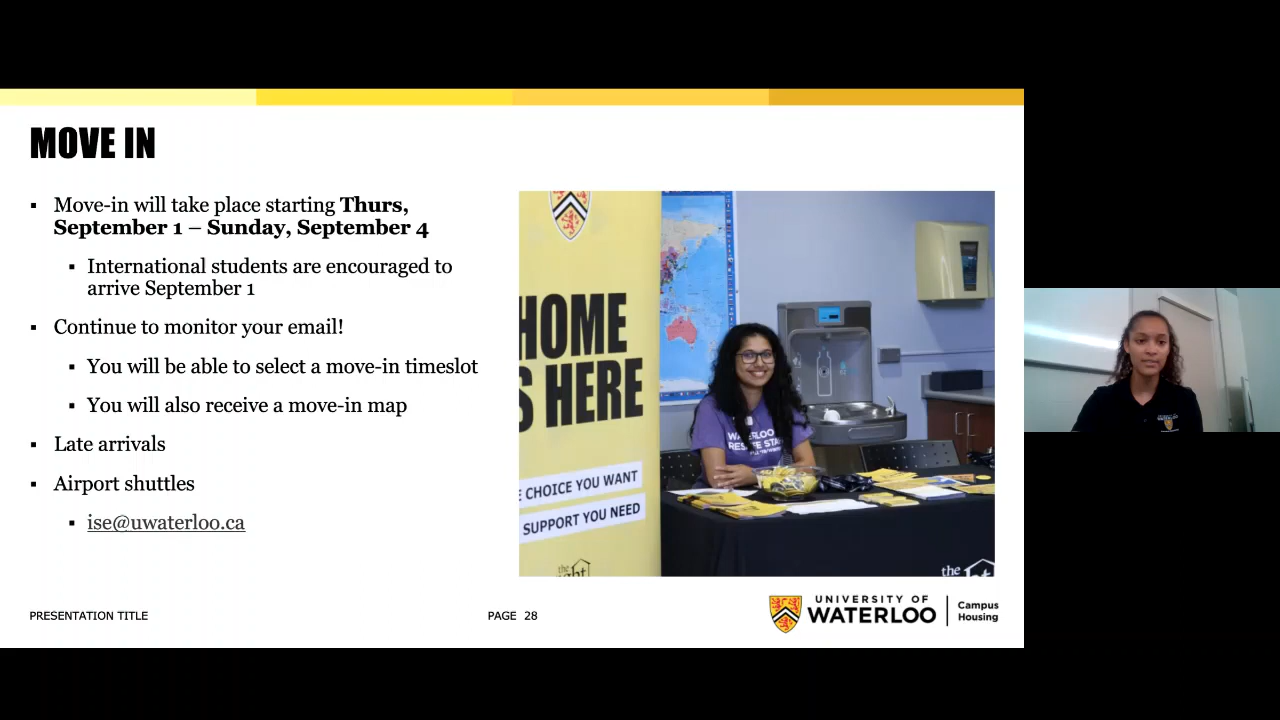 MOVE IN
▪ Move-in will take place starting Thurs,
September 1 – Sunday, September 4
▪ International students are encouraged to
arrive September 1
▪ Continue to monitor your email!
▪ You will be able to select a move-in timeslot
▪ You will also receive a move-in map
▪ Late arrivals
▪ Airport shuttles
▪ ise@uwaterloo.ca
HOME
S HERE
E CHOICE YOU WANT
SUPPORT YOU NEED
the
WATERLOO
the
PRESENTATION TITLE
PAGE 28
UNIVERSITY OF
WATERLOO
Campus
Housing